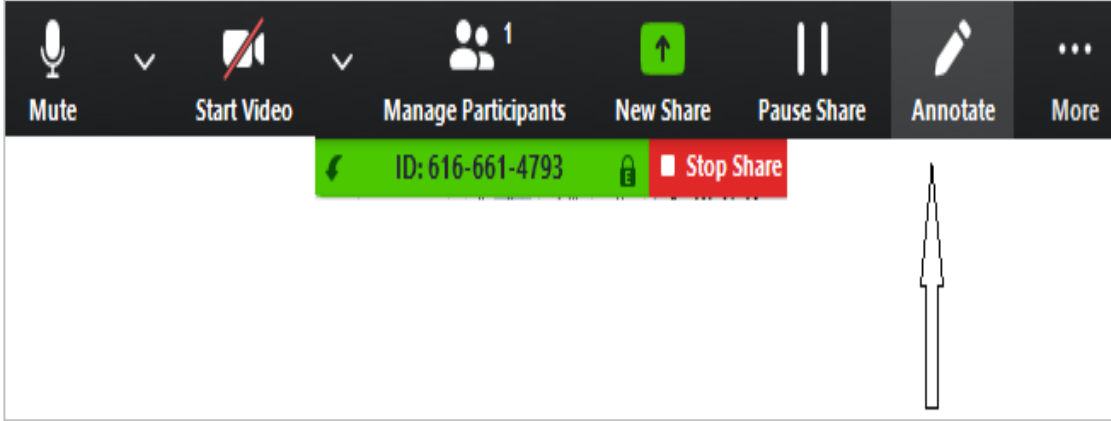 1
Mute Start Video Manage Participants New Share Pause Share Annotate More
ID: 616-661-4793 E Stop Share